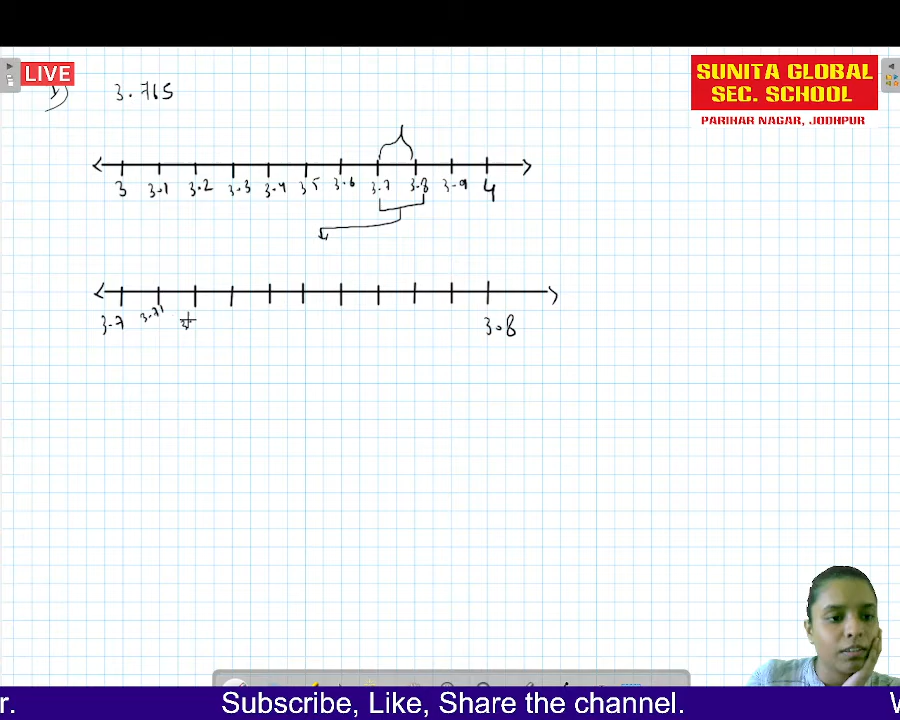 LIVE
SUNITA GLOBAL
SEC. SCHOOL
PARIHAR NAGAR, JODHPUR
1) 3.765
3 3.1 3.2 3.3 3.4 3.5 3.6 3.7 3.8 3.9 4
3.7 3.71 3.8
r. Subscribe, Like, Share the channel. W